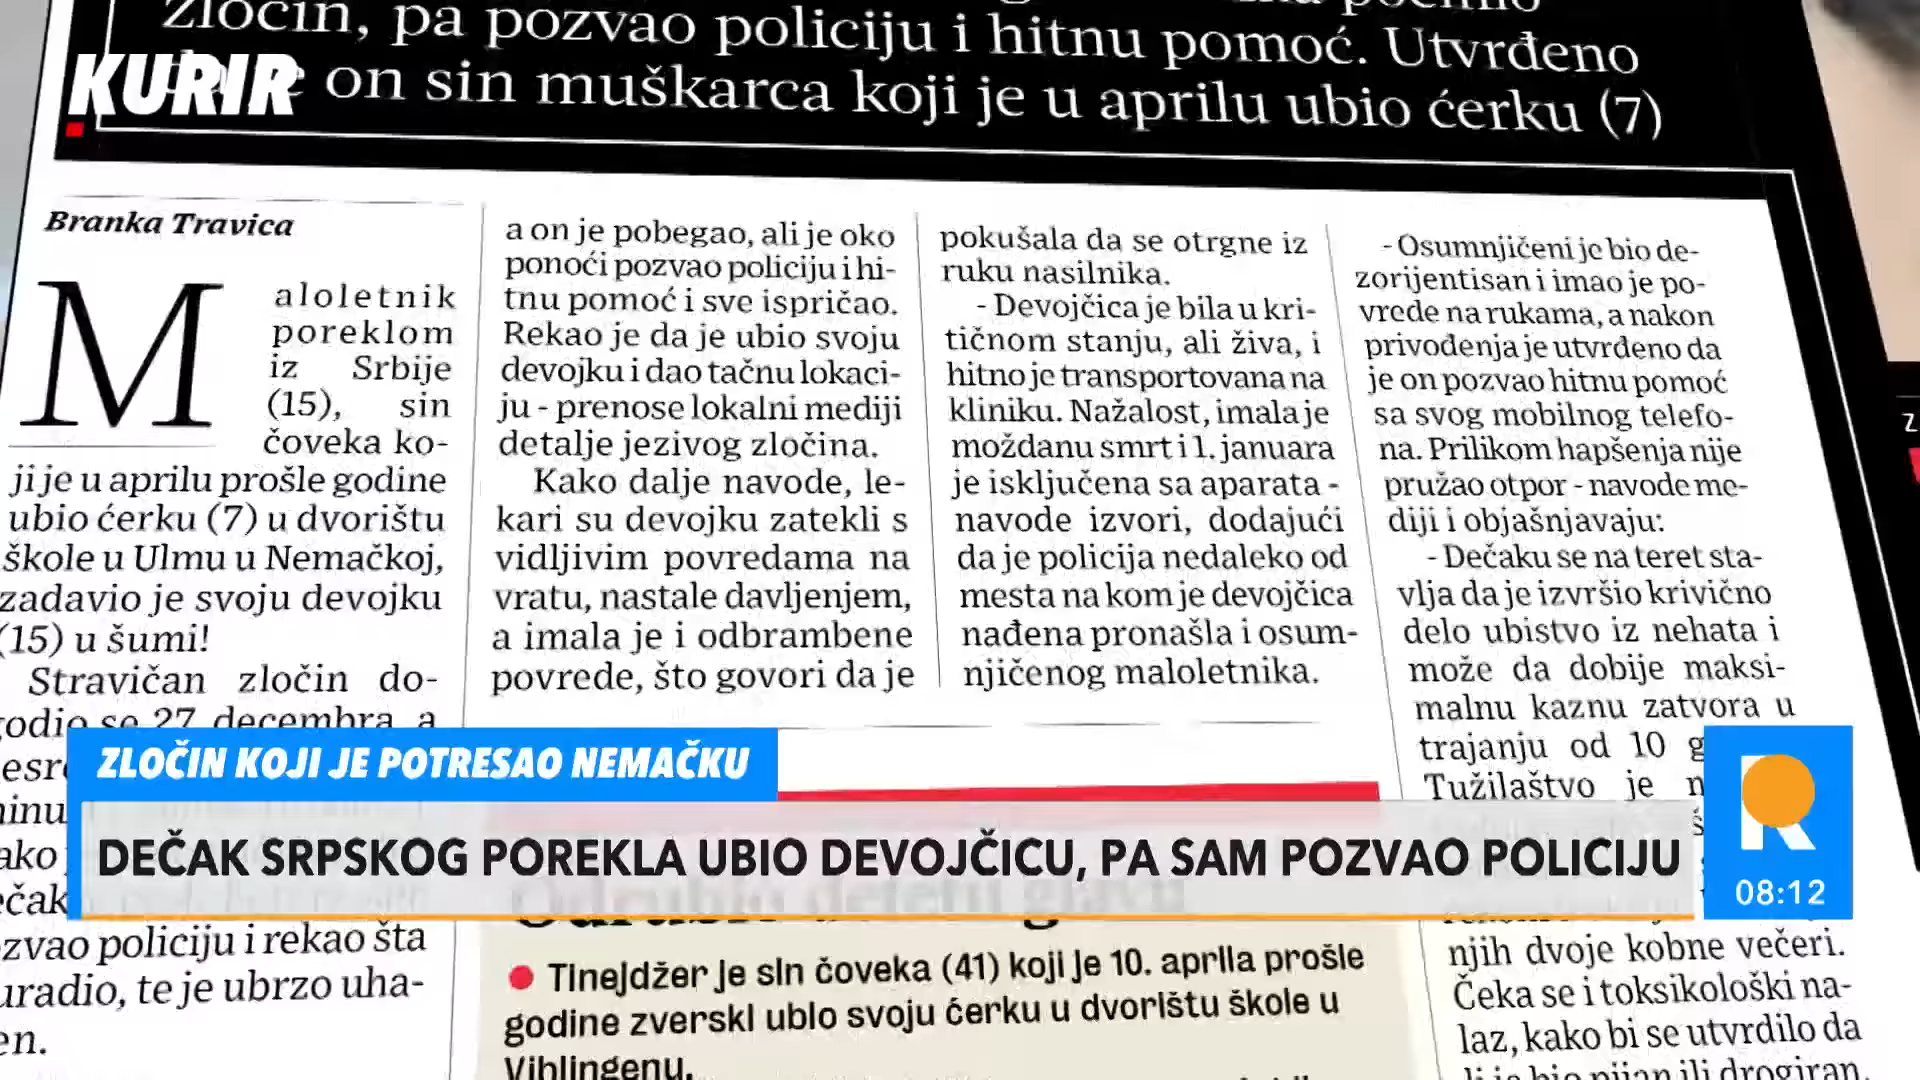 zločin, pa pozvao policiju i hitnu pomoć. Utvrđeno
on sin muškarca koji je u aprilu ubio ćerku (7)
KURIR
Branka Travica
Maloletnik
poreklom
iz Srbije
(15), sin
čoveka ko-
ji je u aprilu prošle godine
ubio ćerku (7) u dvorištu
škole u Ulmu u Nemačkoj,
zadavio je svoju devojku
(15) u šumi!
Stravičan zločin do-
godio se 27. decembra, a
zvao policiju i rekao šta
uradio, te je ubrzo uha-
en.
a on je pobegao, ali je oko
ponoći pozvao policiju i hi-
tnu pomoć i sve ispričao.
Rekao je da je ubio svoju
devojku i dao tačnu lokaci-
ju - prenose lokalni mediji
detalje jezivog zločina.
Kako dalje navode, le-
kari su devojku zatekli s
vidljivim povredama na
vratu, nastale davljenjem,
a imala je i odbrambene
povrede, što govori da je
pokušala da se otrgne iz
ruku nasilnika.
- Devojčica je bila u kri-
tičnom stanju, ali živa, i
hitno je transportovana na
kliniku. Nažalost, imala je
moždanu smrt i 1. januara
je isključena sa aparata -
navode izvori, dodajući
da je policija nedaleko od
mesta na kom je devojčica
nađena pronašla i osum-
njičenog maloletnika.
- Osumnjičeni je bio de-
zorijentisan i imao je po-
vrede na rukama, a nakon
privođenja je utvrđeno da
je on pozvao hitnu pomoć
sa svog mobilnog telefo-
na. Prilikom hapšenja nije
pružao otpor - navode me-
diji i objašnjavaju:
- Dečaku se na teret sta-
vlja da je izvršio krivično
delo ubistvo iz nehata i
može da dobije maksi-
malnu kaznu zatvora u
trajanju od 10 g
Tužilaštvo je n
njih dvoje kobne večeri.
Čeka se i toksikološki na-
laz, kako bi se utvrdilo da
li je bio pijan ili drogiran.
Odrubio detetu glavu
Tinejdžer je sin čoveka (41) koji je 10. aprila prošle
godine zverski ubio svoju ćerku u dvorištu škole u
Viblingenu.
ZLOČIN KOJI JE POTRESAO NEMAČKU
DEČAK SRPSKOG POREKLA UBIO DEVOJČICU, PA SAM POZVAO POLICIJU
R
08:12